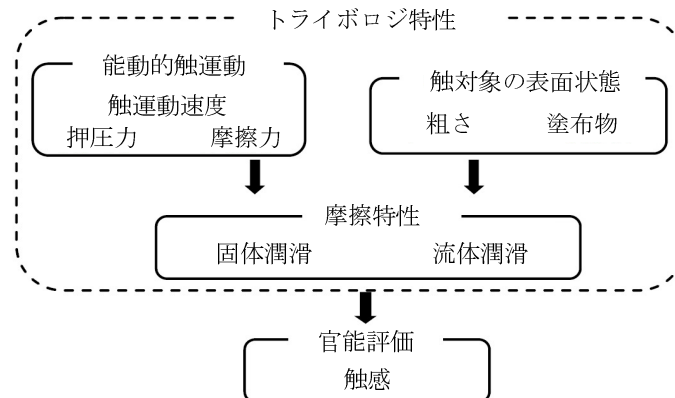 トライボロジ特性
能動的触運動
触運動速度
押圧力 摩擦力
触対象の表面状態
粗さ 塗布物
摩擦特性
固体潤滑 流体潤滑
官能評価
触感